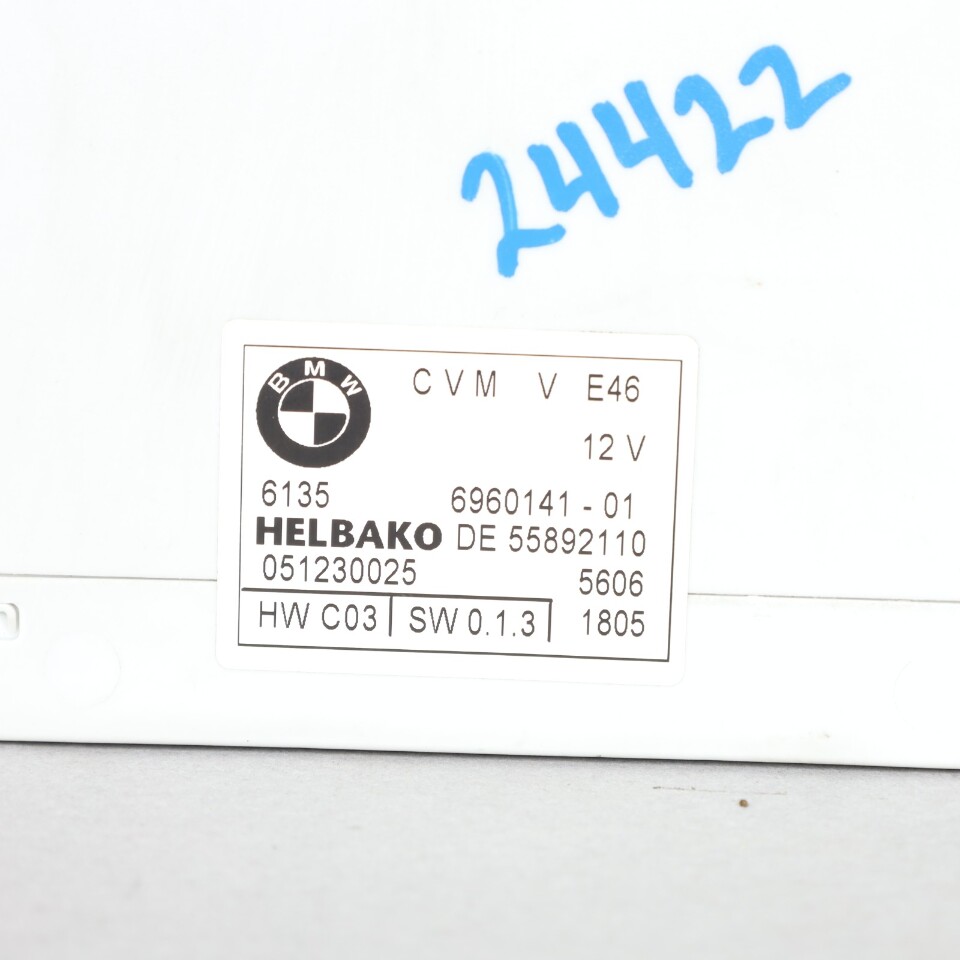 24422
BMW
CVM V E46
12 V
6135 6960141 - 01
HELBAKO DE 55892110
051230025 5606
HW C03 SW 0.1.3 1805